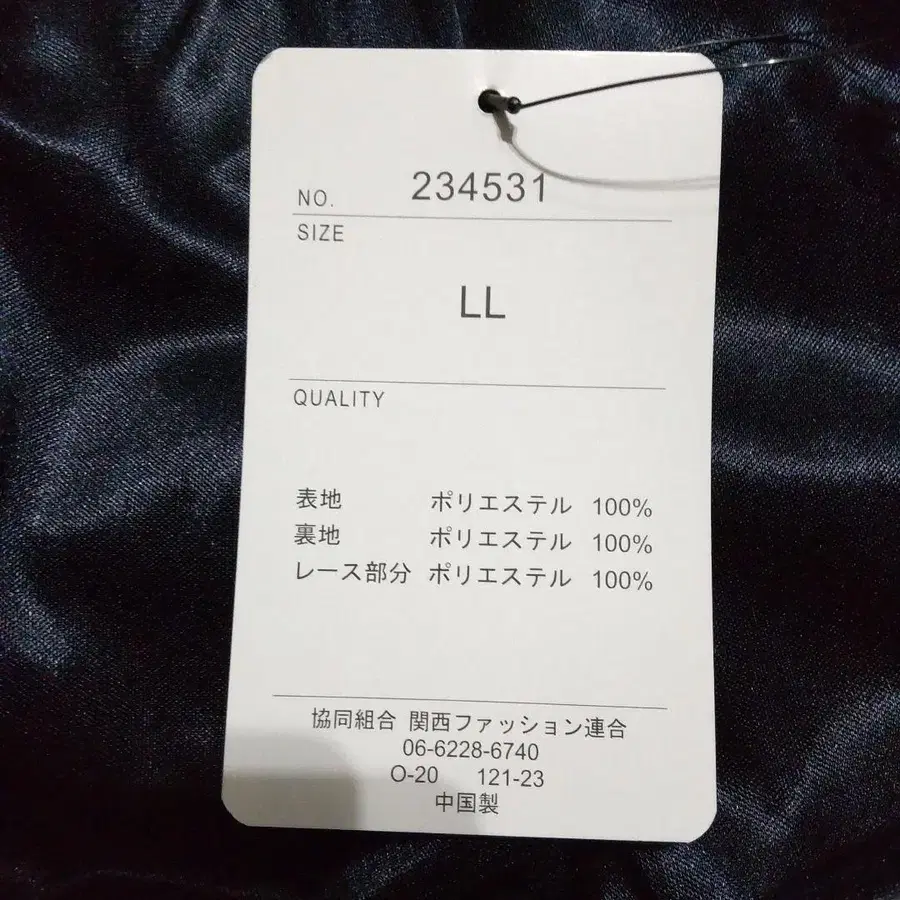 NO. 234531
SIZE
LL
QUALITY
表地 ポリエステル 100%
裏地 ポリエステル 100%
レース部分 ポリエステル 100%
協同組合 関西ファッション連合
06-6228-6740
O-20 121-23
中国製